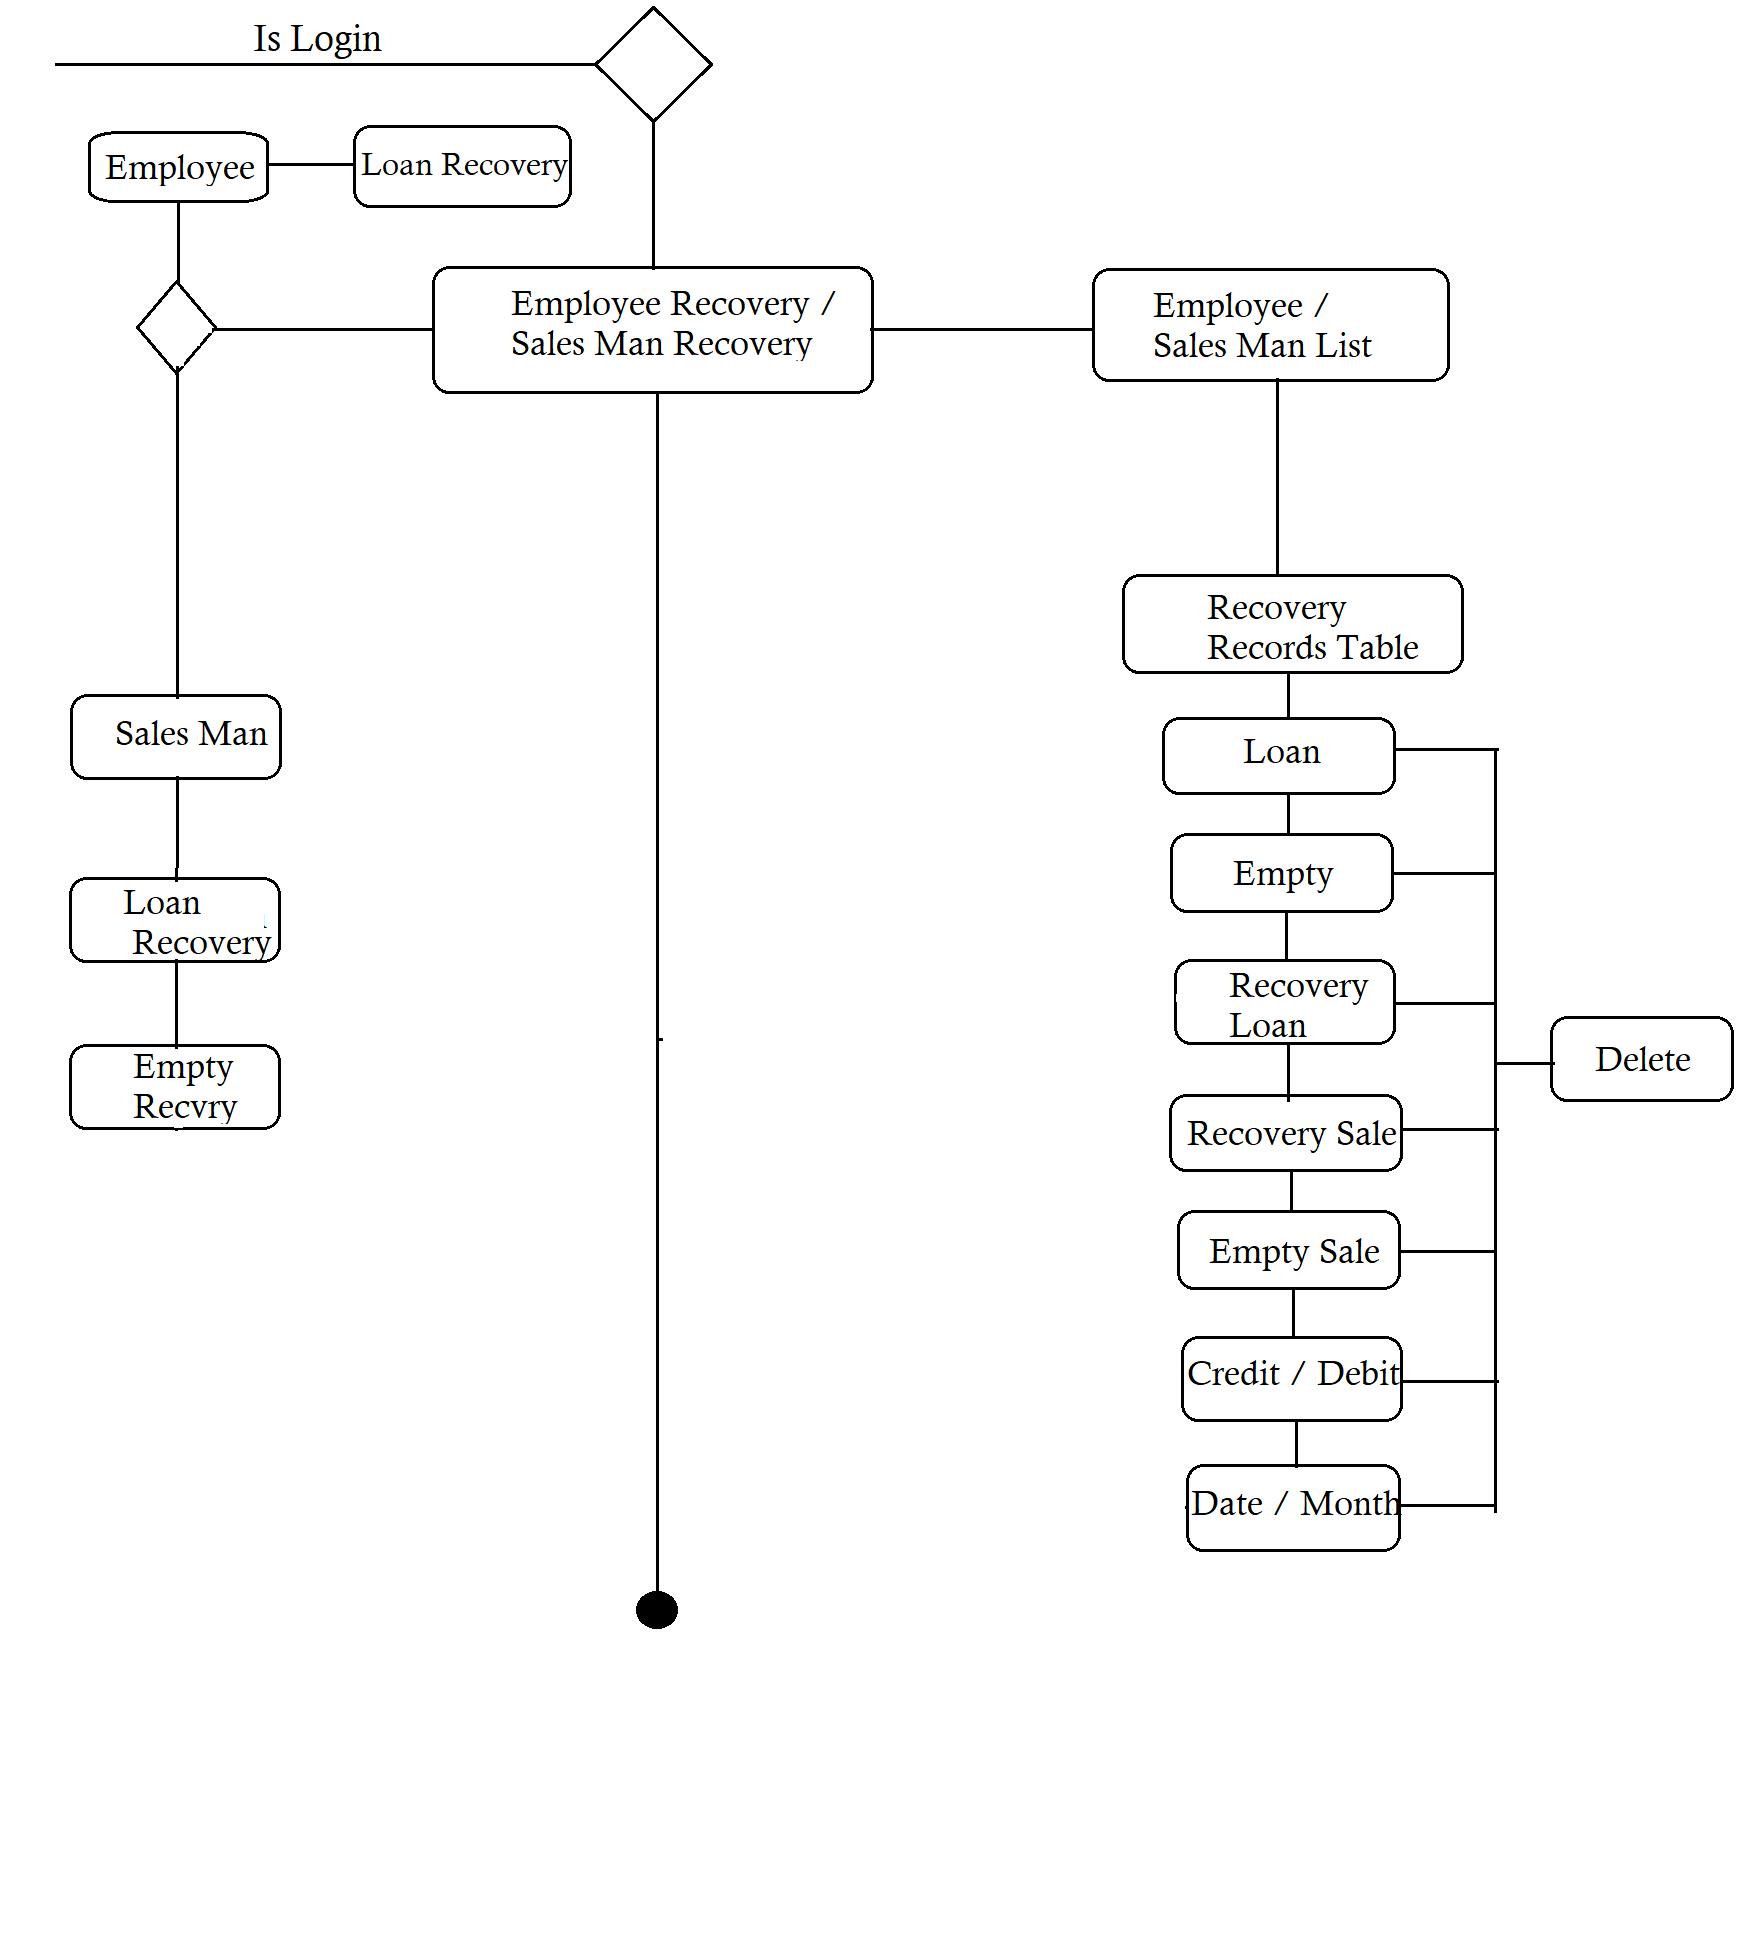 Is Login
Employee
Loan Recovery
Employee Recovery /
Sales Man Recovery
Employee /
Sales Man List
Recovery
Records Table
Sales Man
Loan
Loan
Recovery
Empty
Recovery
Loan
Empty
Recvry
Delete
Recovery Sale
Empty Sale
Credit / Debit
Date / Month